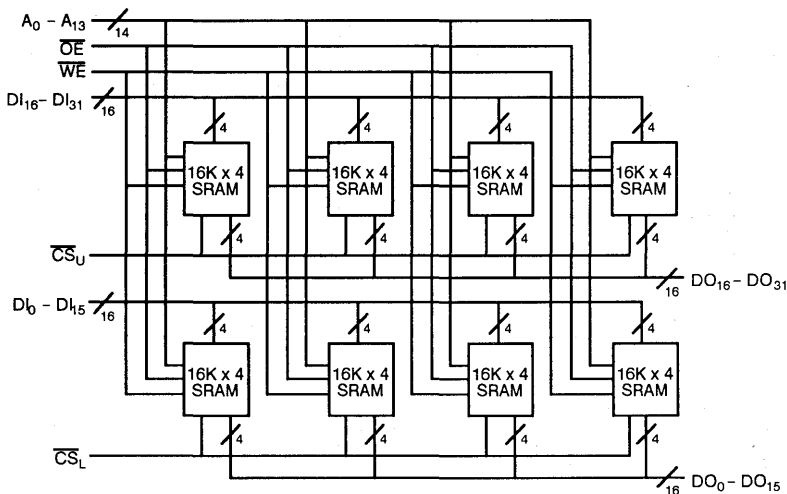 A0 – A13
14
OE
WE
DI16 – DI31
16
4 4 4 4
16K x 4 SRAM
16K x 4 SRAM
16K x 4 SRAM
16K x 4 SRAM
4 4 4 4
CSU
16
DO16 – DO31
DI0 – DI15
16
4 4 4 4
16K x 4 SRAM
16K x 4 SRAM
16K x 4 SRAM
16K x 4 SRAM
4 4 4 4
CSL
16
DO0 – DO15